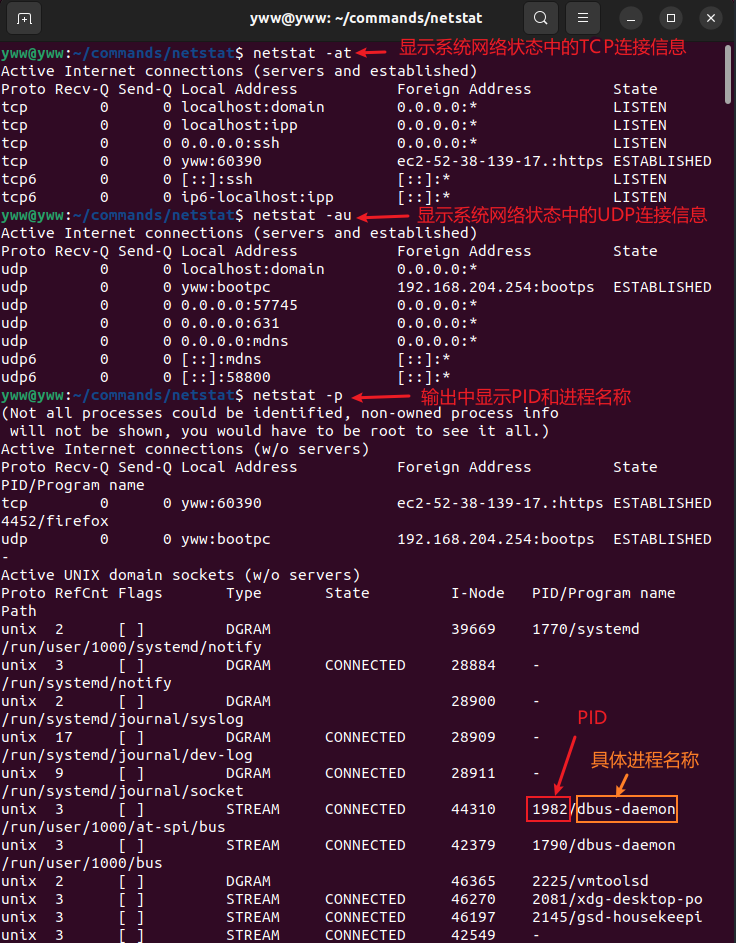 yww@yww: ~/commands/netstat
yww@yww:~/commands/netstat$ netstat -at 显示系统网络状态中的TCP连接信息
Active Internet connections (servers and established)
Proto Recv-Q Send-Q Local Address Foreign Address State
tcp 0 0 localhost:domain 0.0.0.0:* LISTEN
tcp 0 0 localhost:ipp 0.0.0.0:* LISTEN
tcp 0 0 0.0.0.0:ssh 0.0.0.0:* LISTEN
tcp 0 0 yww:60390 ec2-52-38-139-17.:https ESTABLISHED
tcp6 0 0 [::]:ssh [::]:* LISTEN
tcp6 0 0 ip6-localhost:ipp [::]:* LISTEN
yww@yww:~/commands/netstat$ netstat -au 显示系统网络状态中的UDP连接信息
Active Internet connections (servers and established)
Proto Recv-Q Send-Q Local Address Foreign Address State
udp 0 0 localhost:domain 0.0.0.0:*
udp 0 0 yww:bootpc 192.168.204.254:bootps ESTABLISHED
udp 0 0 0.0.0.0:57745 0.0.0.0:*
udp 0 0 0.0.0.0:631 0.0.0.0:*
udp 0 0 0.0.0.0:mdns 0.0.0.0:*
udp6 0 0 [::]:mdns [::]:*
udp6 0 0 [::]:58800 [::]:*
yww@yww:~/commands/netstat$ netstat -p 输出中显示PID和进程名称
(Not all processes could be identified, non-owned process info
will not be shown, you would have to be root to see it all.)
Active Internet connections (w/o servers)
Proto Recv-Q Send-Q Local Address Foreign Address State
PID/Program name
tcp 0 0 yww:60390 ec2-52-38-139-17.:https ESTABLISHED
4452/firefox
udp 0 0 yww:bootpc 192.168.204.254:bootps ESTABLISHED
-
Active UNIX domain sockets (w/o servers)
Proto RefCnt Flags Type State I-Node PID/Program name
Path
unix 2 [ ] DGRAM 39669 1770/systemd
/run/user/1000/systemd/notify
unix 3 [ ] DGRAM CONNECTED 28884 -
/run/systemd/notify
unix 2 [ ] DGRAM 28900 -
/run/systemd/journal/syslog
PID
unix 17 [ ] DGRAM CONNECTED 28909 -
/run/systemd/journal/dev-log
具体进程名称
unix 9 [ ] DGRAM CONNECTED 28911 -
/run/systemd/journal/socket
unix 3 [ ] STREAM CONNECTED 44310 1982/dbus-daemon
/run/user/1000/at-spi/bus
unix 3 [ ] STREAM CONNECTED 42379 1790/dbus-daemon
/run/user/1000/bus
unix 2 [ ] DGRAM 46365 2225/vmtoolsd
unix 3 [ ] STREAM CONNECTED 46270 2081/xdg-desktop-po
unix 3 [ ] STREAM CONNECTED 46197 2145/gsd-housekeepi
unix 3 [ ] STREAM CONNECTED 42549 -